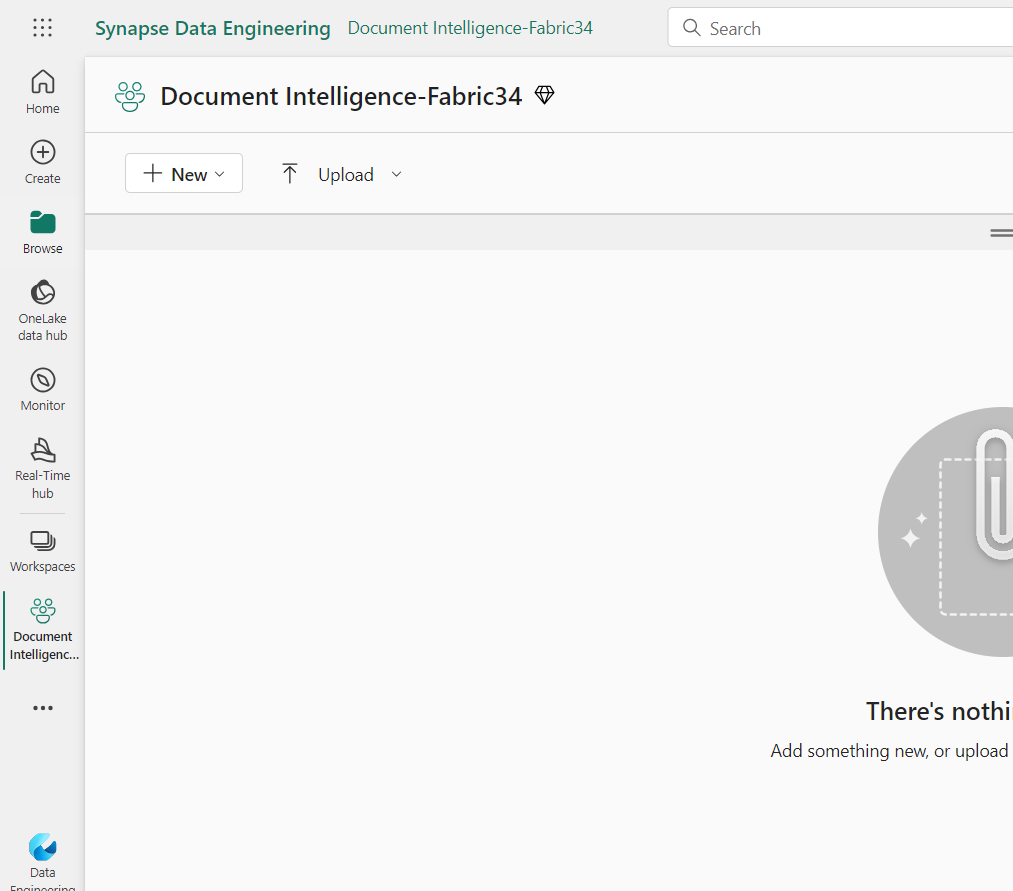 Synapse Data Engineering Document Intelligence-Fabric34
Search
Home
Create
Browse
OneLake
data hub
Monitor
Real-Time
hub
Workspaces
Document
Intelligenc...
Data
Engineering
Document Intelligence-Fabric34
New
Upload
There's
Add something new, or upload